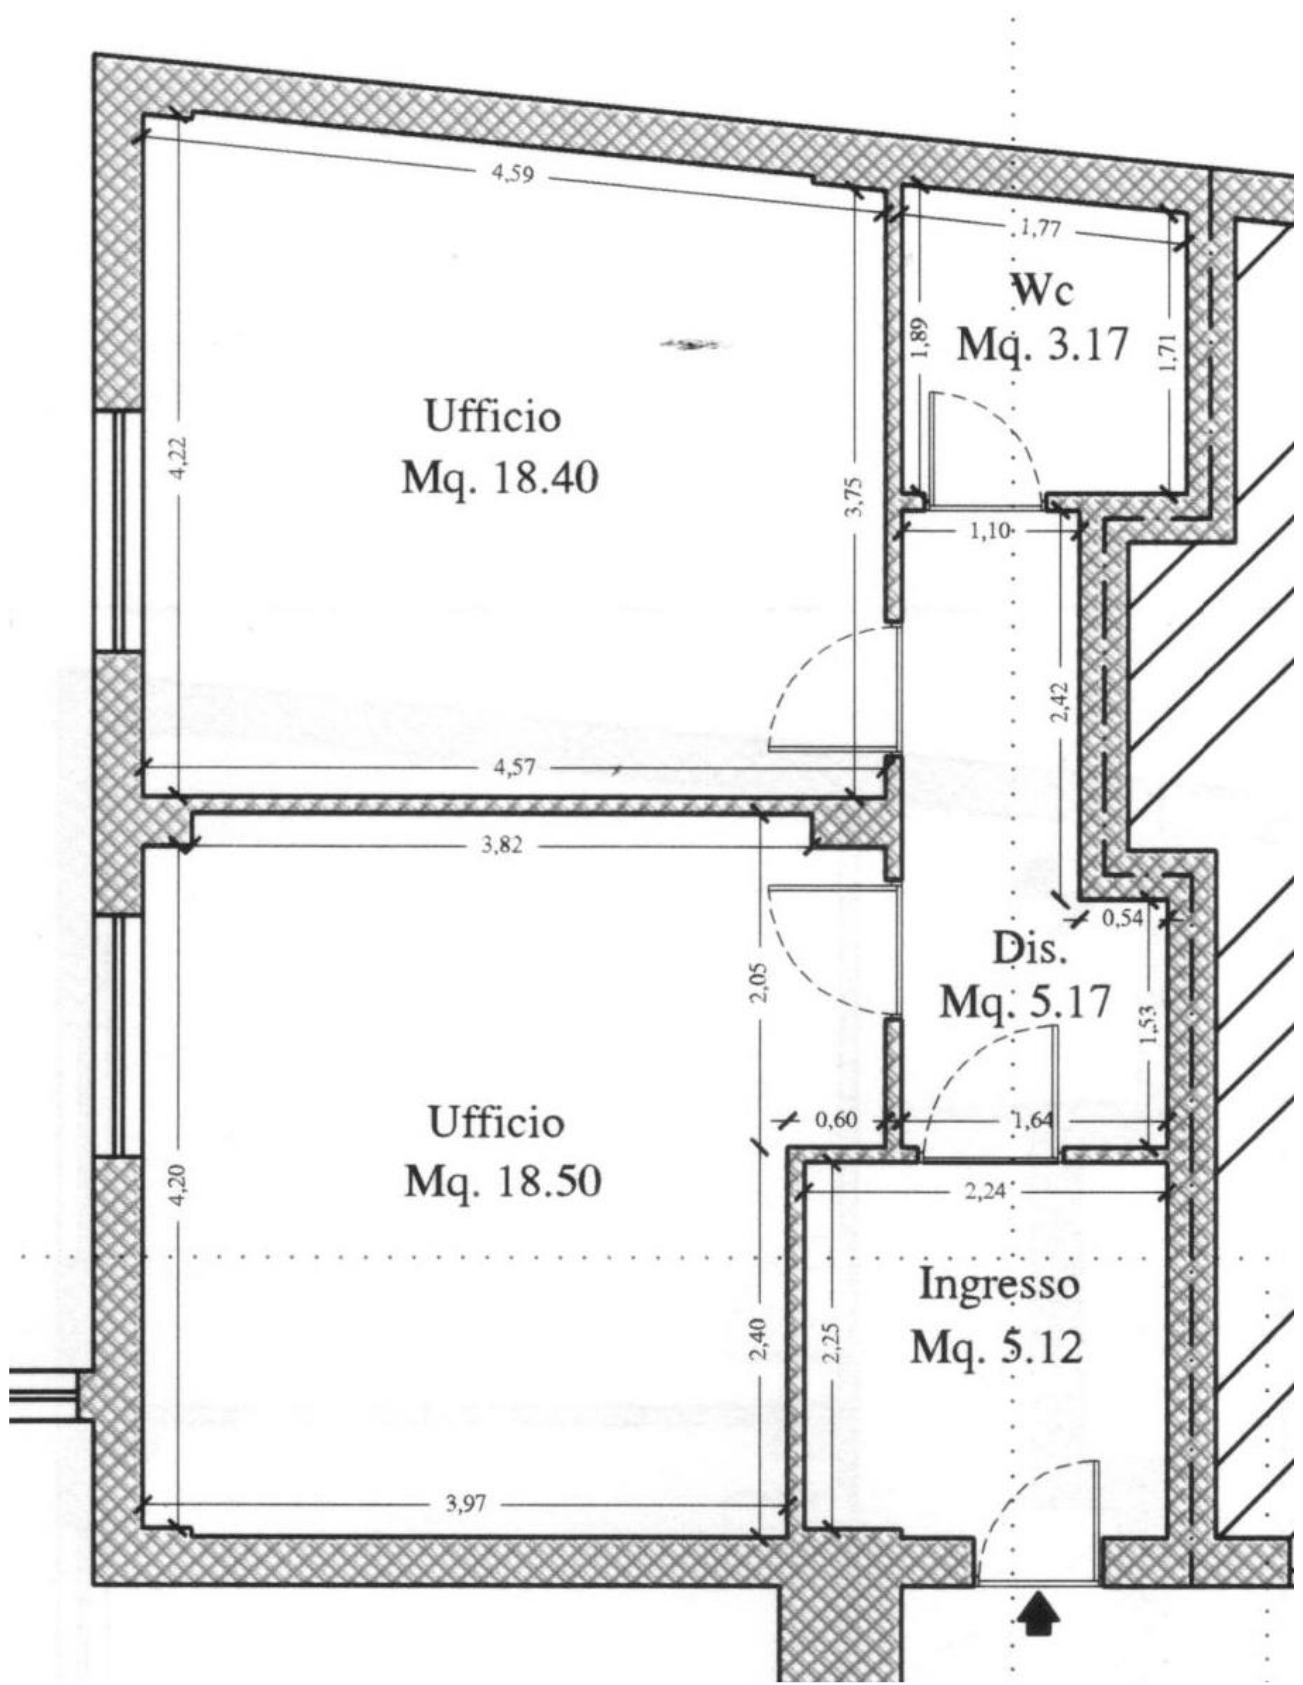 4,59
1,77
Wc
Mq. 3.17
1,89
1,71
Ufficio
Mq. 18.40
4,22
3,75
1,10
2,42
4,57
3,82
0,54
Dis.
Mq. 5.17
2,05
1,53
0,60
1,64
Ufficio
Mq. 18.50
4,20
2,24
Ingresso
Mq. 5.12
2,40
2,25
3,97